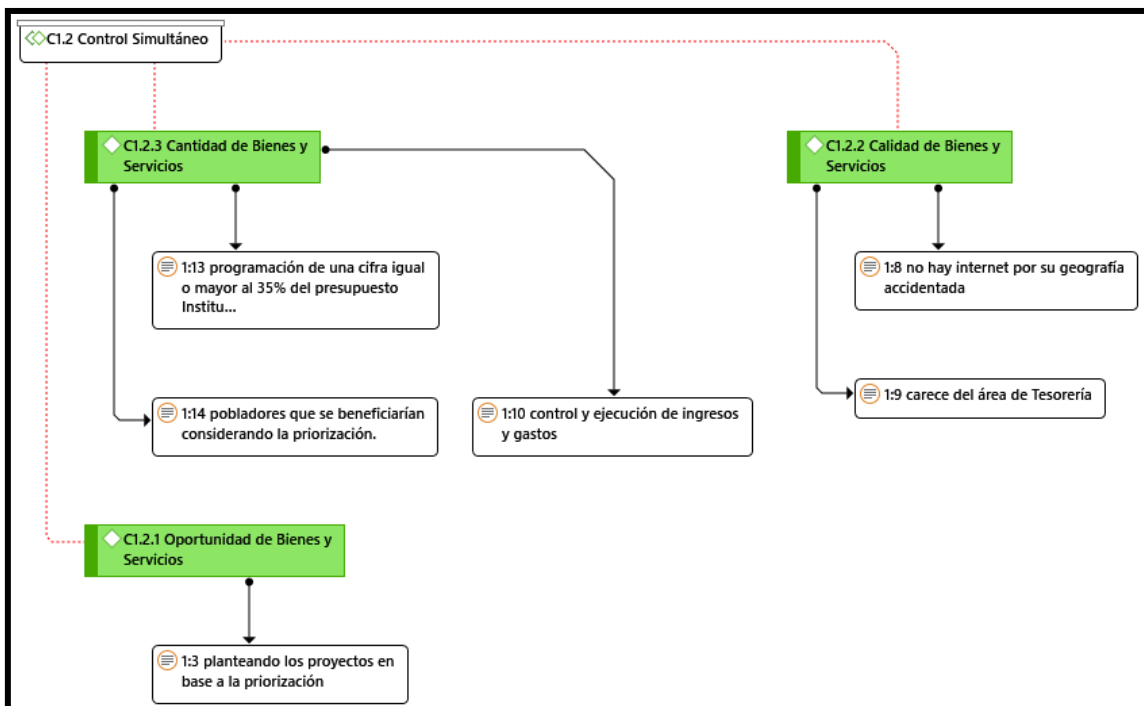 C1.2 Control Simultáneo
C1.2.3 Cantidad de Bienes y
Servicios
C1.2.2 Calidad de Bienes y
Servicios
1:13 programación de una cifra igual
o mayor al 35% del presupuesto
Institu...
1:8 no hay internet por su geografía
accidentada
1:14 pobladores que se beneficiarían
considerando la priorización.
1:10 control y ejecución de ingresos
y gastos
1:9 carece del área de Tesorería
C1.2.1 Oportunidad de Bienes y
Servicios
1:3 planteando los proyectos en
base a la priorización